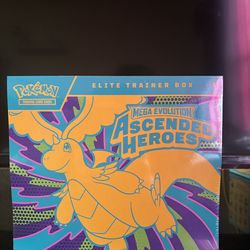 Pokémon
TRADING CARD GAME
ELITE TRAINER BOX
MEGA EVOLUTION
ASCENDED
HEROES